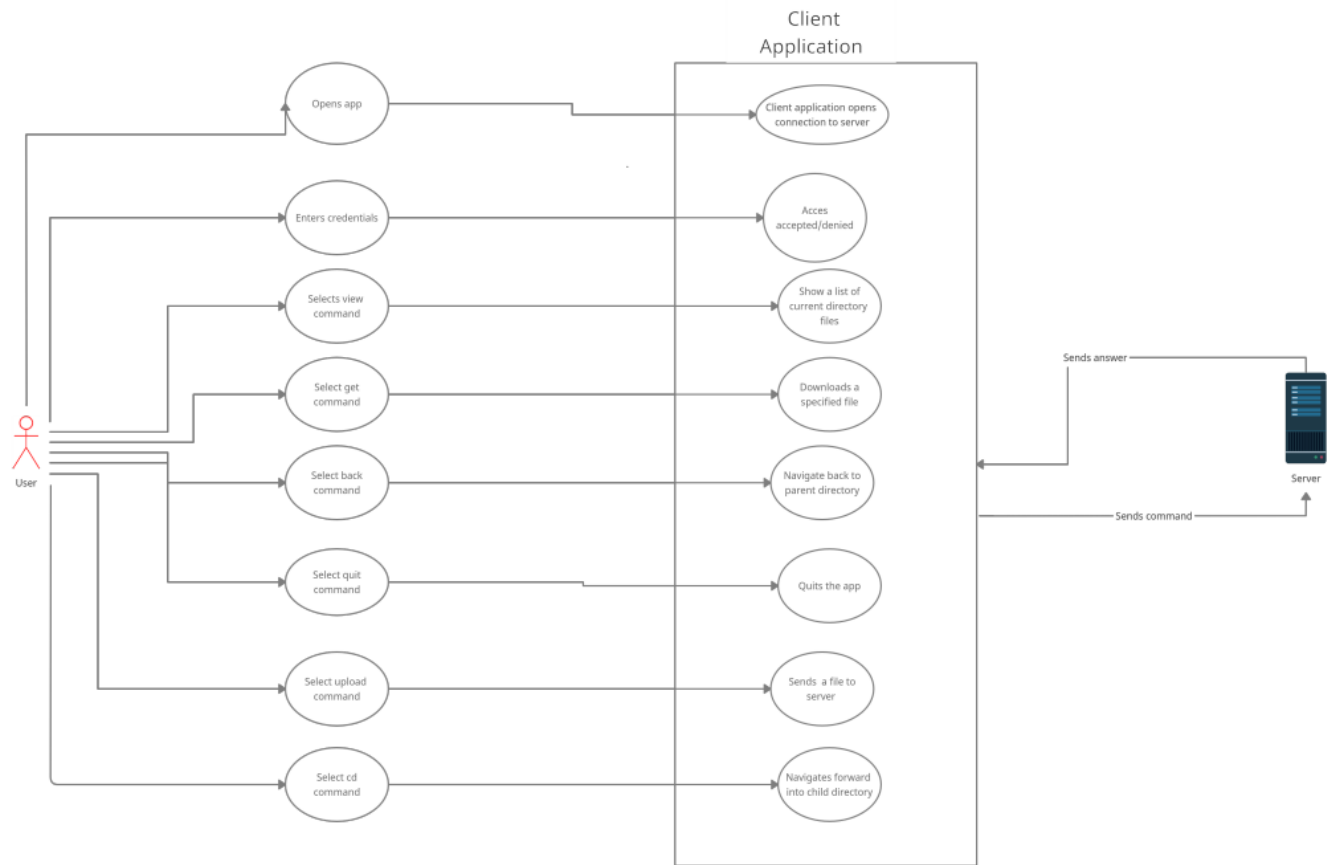 Client
Application
Opens app
Client application opens
connection to server
Enters credentials
Acces
accepted/denied
Selects view
command
Show a list of
current directory
files
Sends answer
Select get
command
Downloads a
specified file
User
Select back
command
Navigate back to
parent directory
Server
Sends command
Select quit
command
Quits the app
Select upload
command
Sends a file to
server
Select cd
command
Navigates forward
into child directory